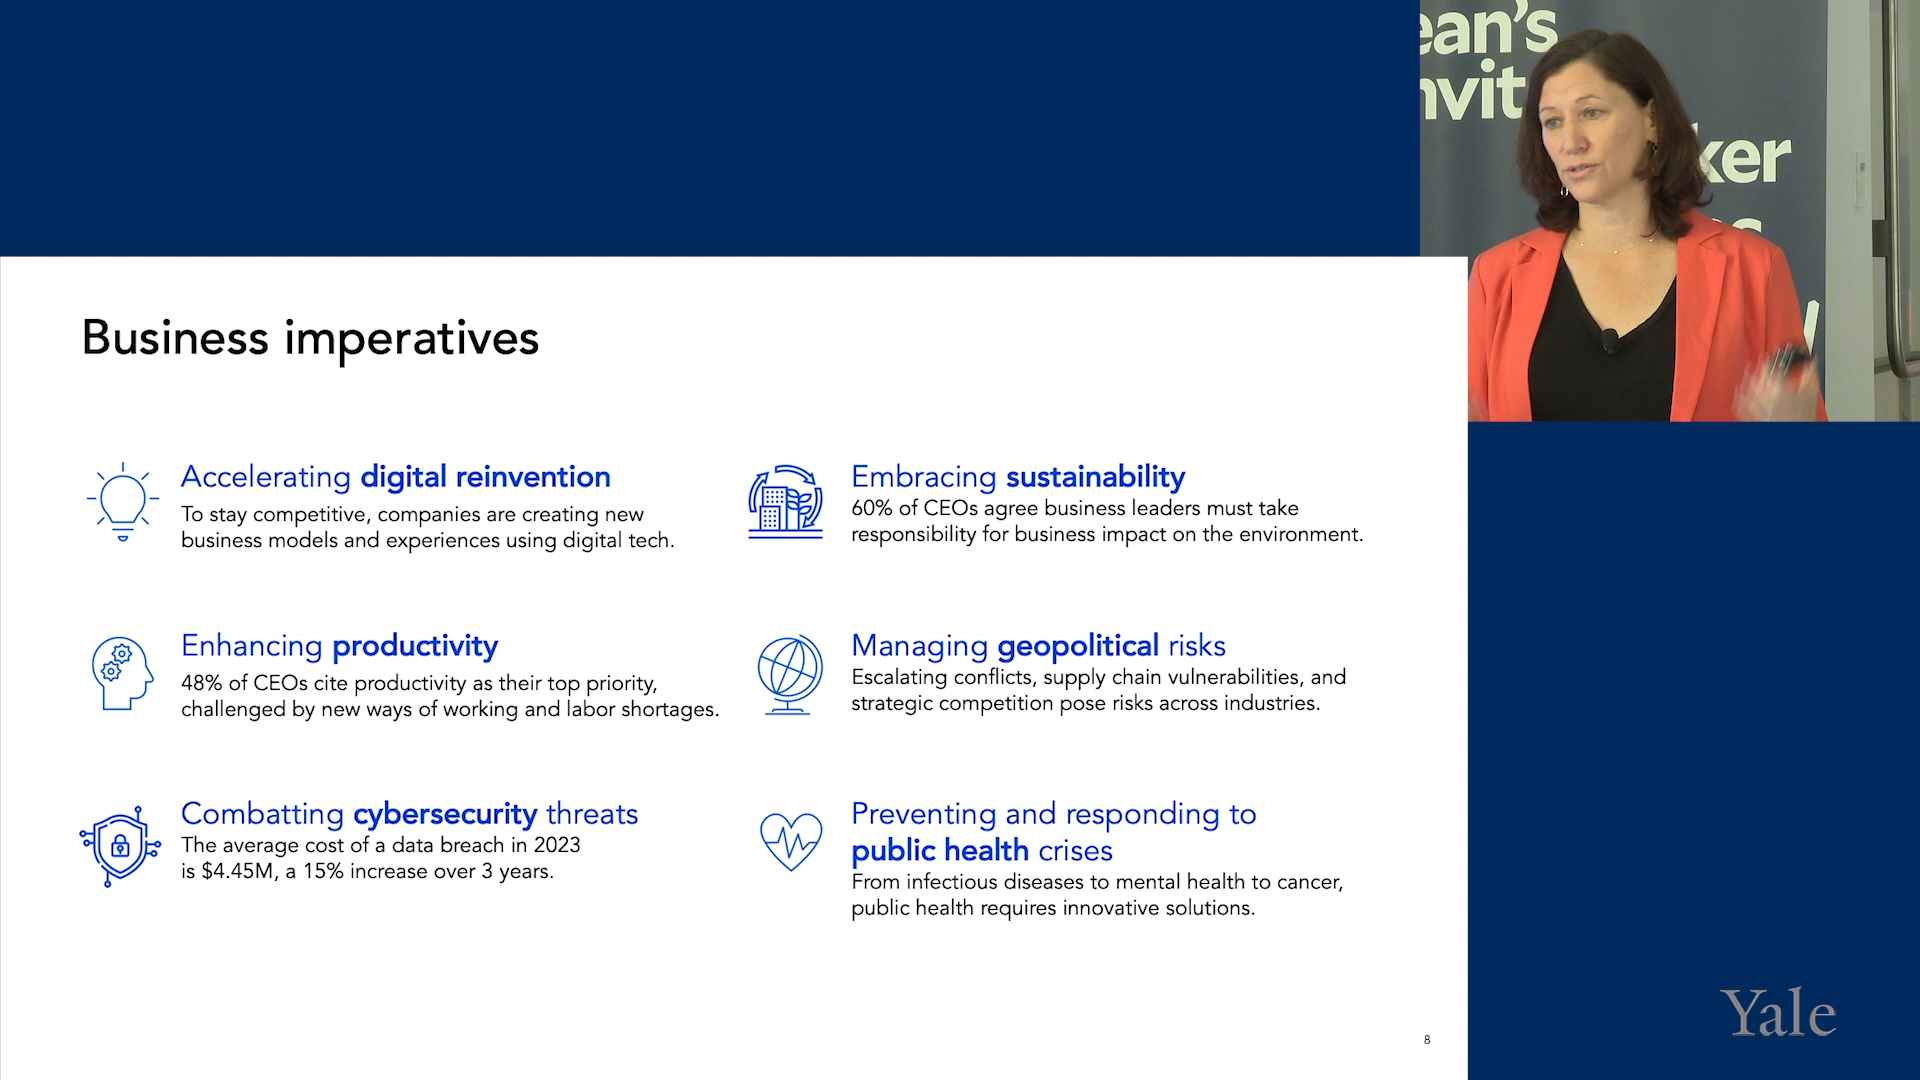 ean's
nvit
ker
Business imperatives
Accelerating digital reinvention
To stay competitive, companies are creating new
business models and experiences using digital tech.
Enhancing productivity
48% of CEOs cite productivity as their top priority,
challenged by new ways of working and labor shortages.
Combatting cybersecurity threats
The average cost of a data breach in 2023
is $4.45M, a 15% increase over 3 years.
Embracing sustainability
60% of CEOs agree business leaders must take
responsibility for business impact on the environment.
Managing geopolitical risks
Escalating conflicts, supply chain vulnerabilities, and
strategic competition pose risks across industries.
Preventing and responding to
public health crises
From infectious diseases to mental health to cancer,
public health requires innovative solutions.
8
Yale